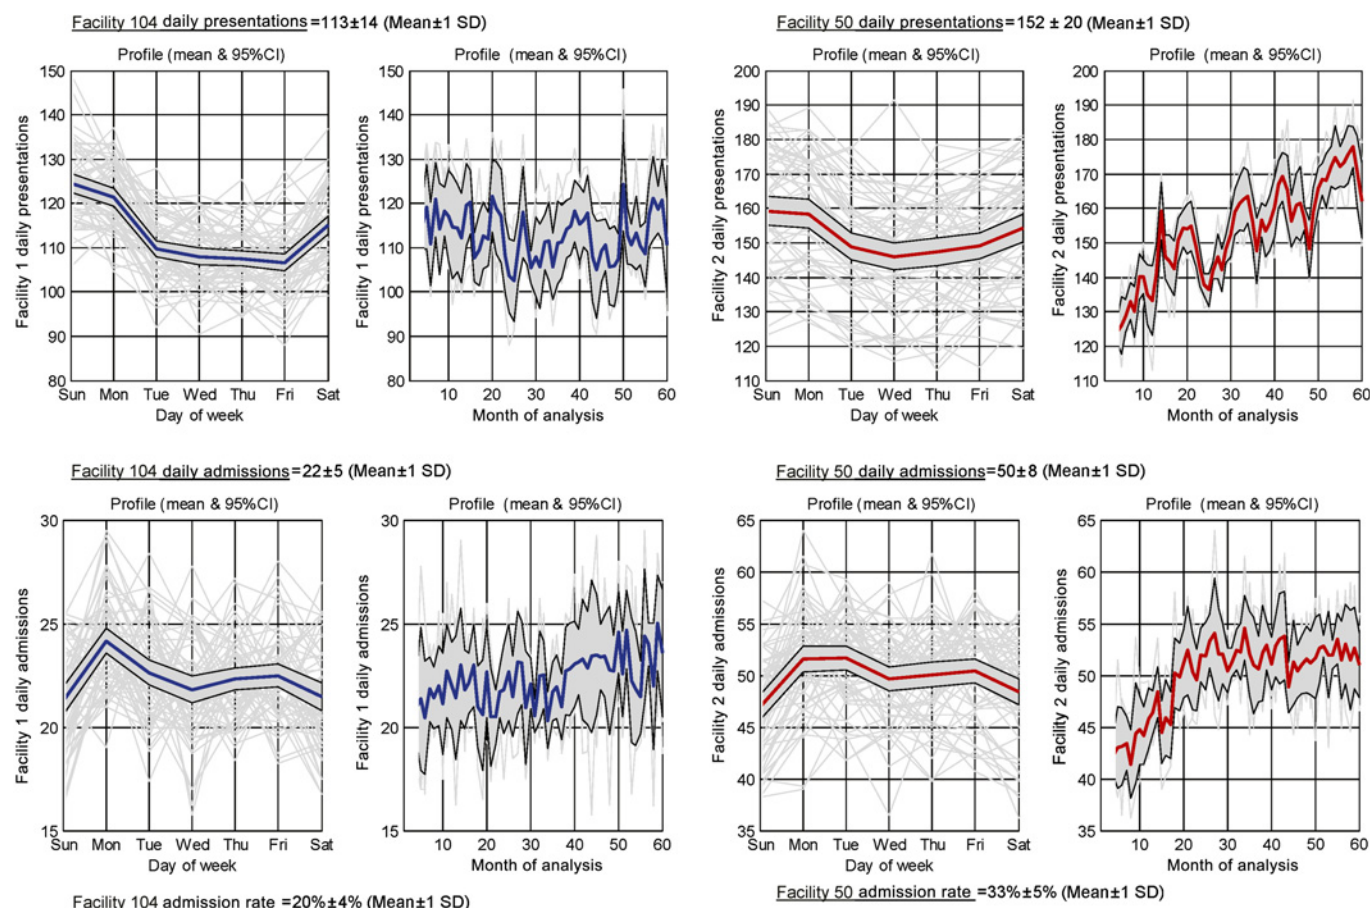 Facility 104 daily presentations=113±14 (Mean±1 SD)
Profile (mean & 95%CI)
Profile (mean & 95%CI)
Facility 1 daily presentations
150
140
130
120
110
100
90
80
Sun Mon Tue Wed Thu Fri Sat
Day of week
Facility 1 daily presentations
150
140
130
120
110
100
90
80
10 20 30 40 50 60
Month of analysis
Facility 50 daily presentations=152 ± 20 (Mean±1 SD)
Profile (mean & 95%CI)
Profile (mean & 95%CI)
Facility 2 daily presentations
200
190
180
170
160
150
140
130
120
110
Sun Mon Tue Wed Thu Fri Sat
Day of week
Facility 2 daily presentations
200
190
180
170
160
150
140
130
120
110
10 20 30 40 50 60
Month of analysis
Facility 104 daily admissions=22±5 (Mean±1 SD)
Profile (mean & 95%CI)
Profile (mean & 95%CI)
Facility 1 daily admissions
30
25
20
15
Sun Mon Tue Wed Thu Fri Sat
Day of week
Facility 1 daily admissions
30
25
20
15
10 20 30 40 50 60
Month of analysis
Facility 50 daily admissions=50±8 (Mean±1 SD)
Profile (mean & 95%CI)
Profile (mean & 95%CI)
Facility 2 daily admissions
65
60
55
50
45
40
35
Sun Mon Tue Wed Thu Fri Sat
Day of week
Facility 2 daily admissions
65
60
55
50
45
40
35
10 20 30 40 50 60
Month of analysis
Facility 104 admission rate =20%±4% (Mean±1 SD)
Facility 50 admission rate =33%±5% (Mean±1 SD)